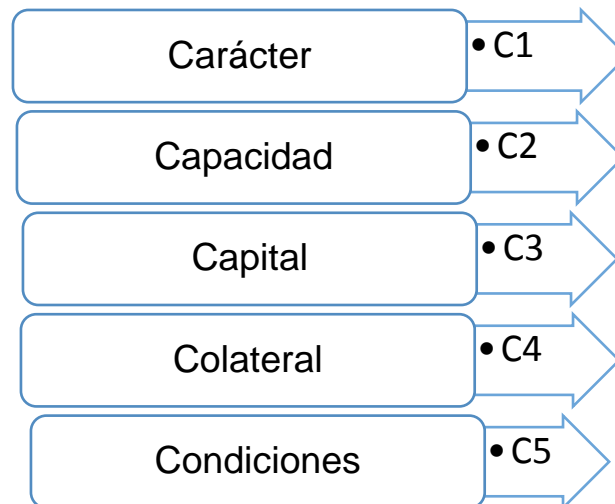 Carácter
• C1
Capacidad
• C2
Capital
• C3
Colateral
• C4
Condiciones
• C5